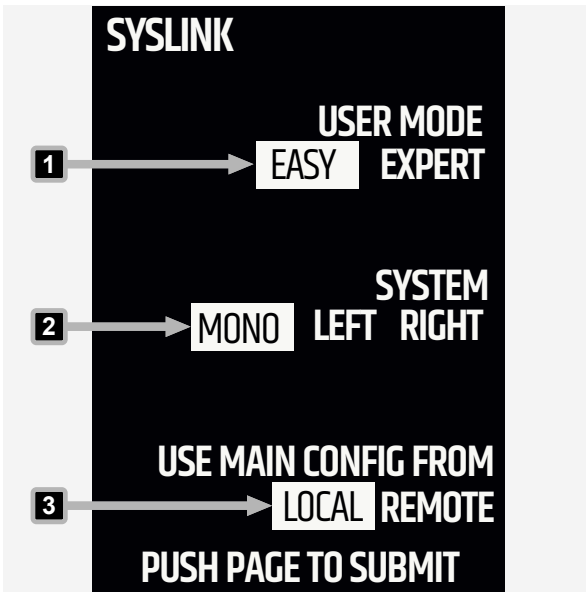 SYSLINK
USER MODE
1 EASY EXPERT
SYSTEM
2 MONO LEFT RIGHT
USE MAIN CONFIG FROM
3 LOCAL REMOTE
PUSH PAGE TO SUBMIT